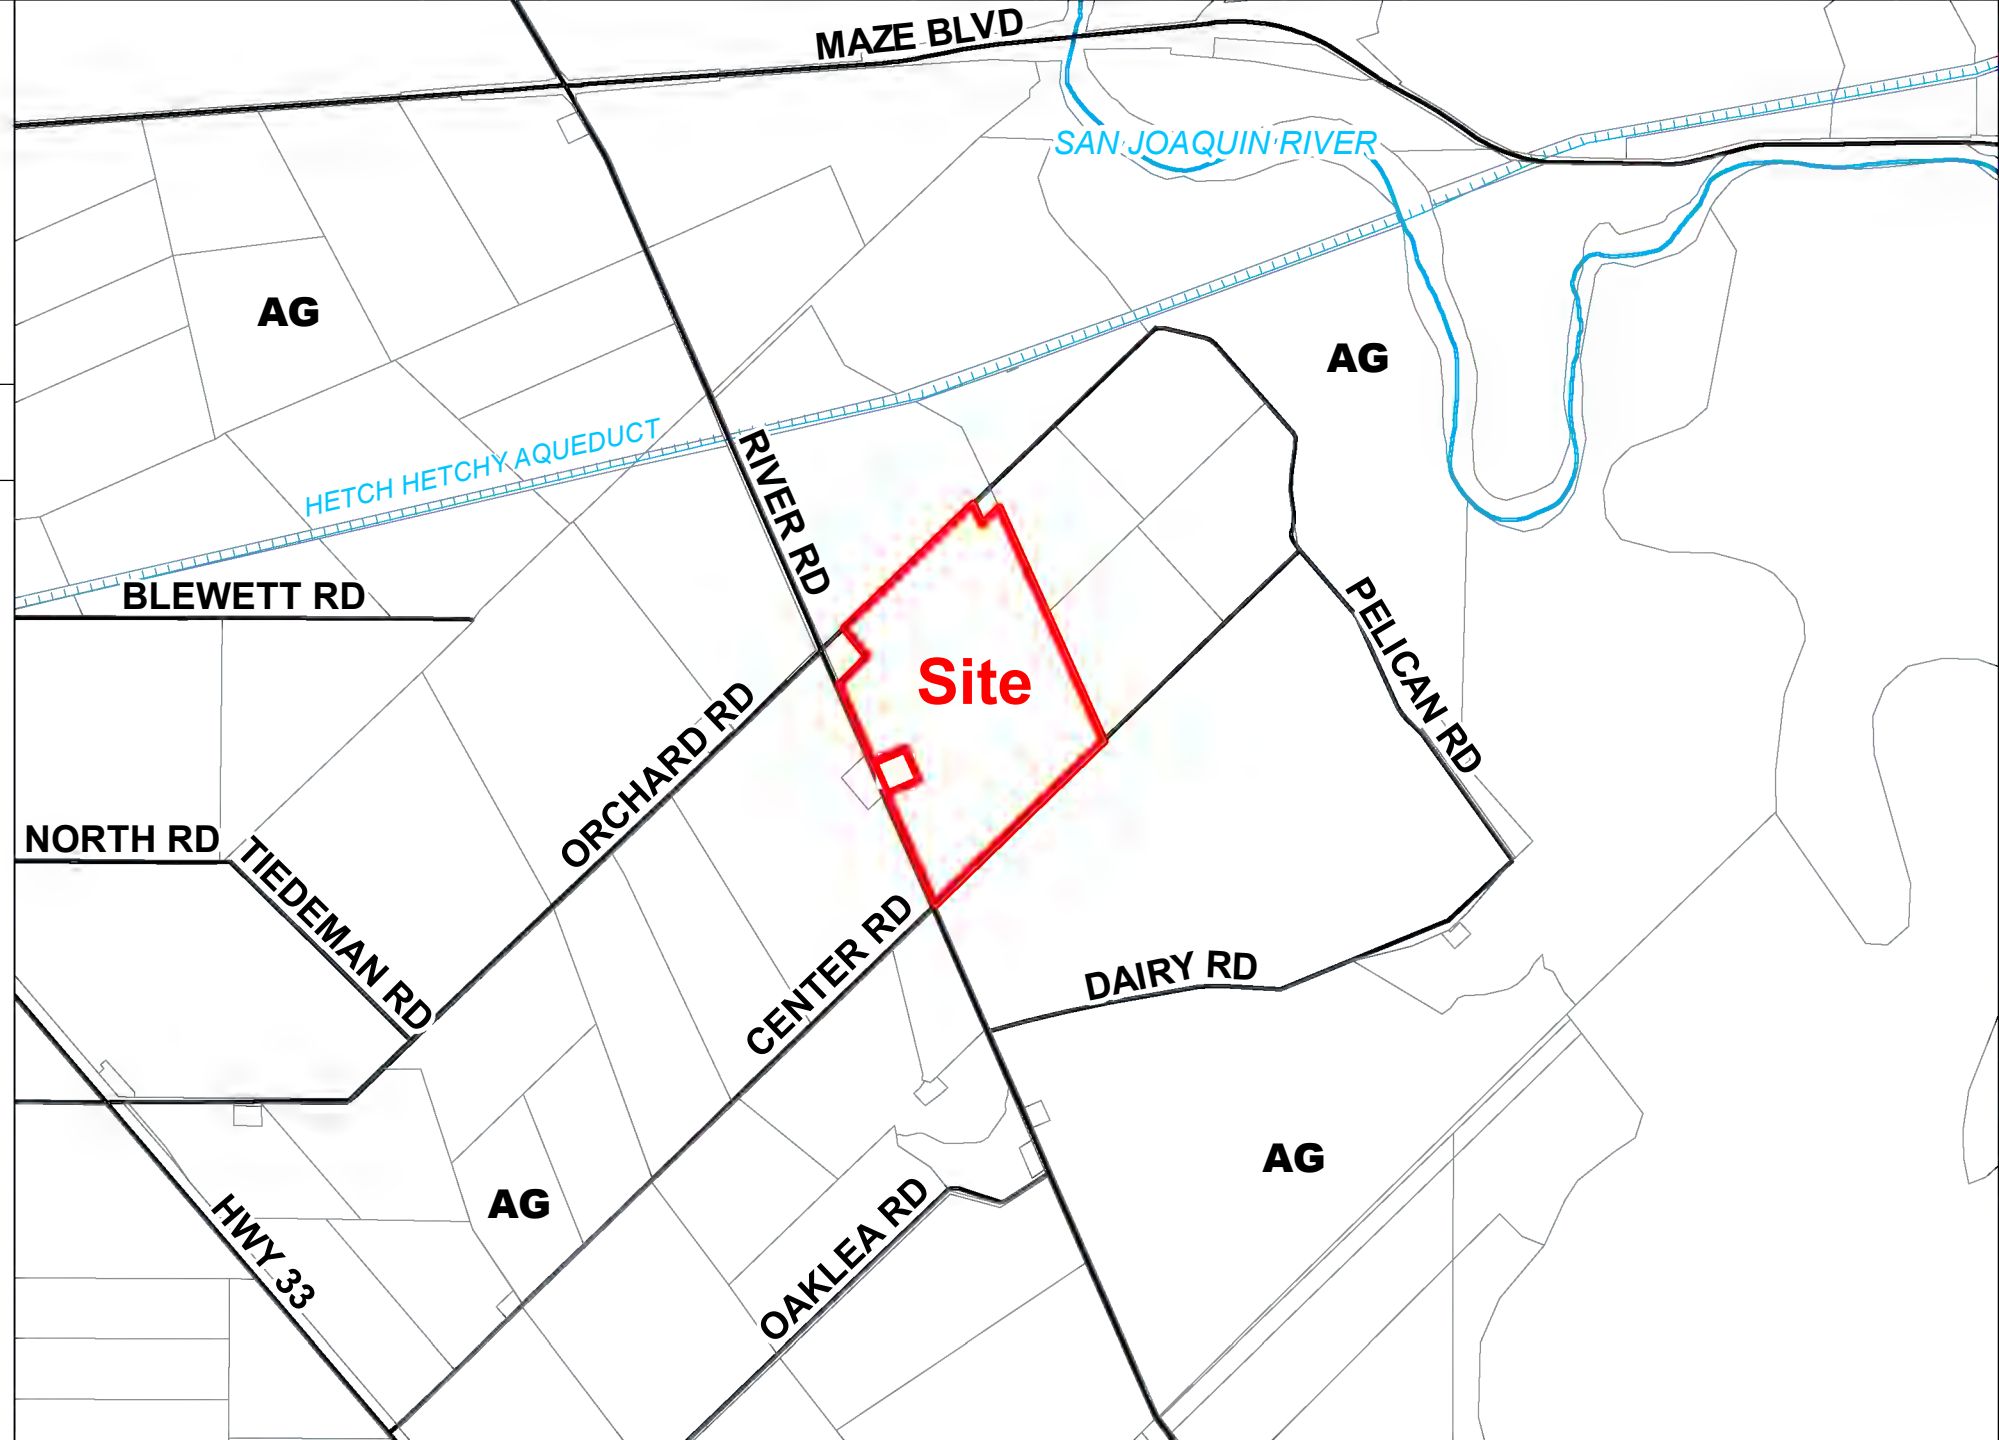 MAZE BLVD
SAN JOAQUIN RIVER
AG
AG
HETCH HETCHY AQUEDUCT
RIVER RD
BLEWETT RD
PELICAN RD
Site
ORCHARD RD
NORTH RD
TIEDEMAN RD
CENTER RD
DAIRY RD
AG
AG
HWY 33
OAKLEA RD